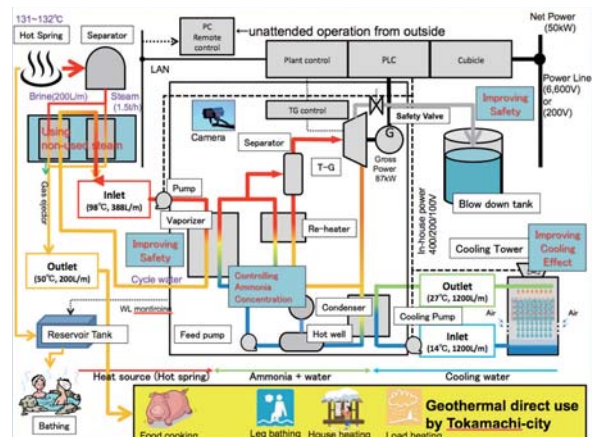 131~132℃
Hot Spring
Separator
PC
Remote
control
unattended operation from outside
Net Power
(50kW)
LAN
Plant control
PLC
Cubicle
Power Line
(6,600V)
or
(200V)
Brine(200L/m)
Steam
(1.5t/h)
Using
non-used steam
Camera
TG control
Safety Valve
Improving
Safety
Separator
T-G
G
Gross
Power
87kW
Blow down tank
Gas ejector
Inlet
(98℃, 388L/m)
Pump
Vaporizer
Re-heater
In-house power
400/200/100V
Cooling Tower
Improving
Cooling
Effect
Improving
Safety
Outlet
(50℃, 200L/m)
Cycle water
Controlling
Ammonia
Concentration
Condenser
Outlet
(27℃, 1200L/m)
Cooling Pump
Air
Air
WL montiming
Reservoir Tank
Feed pump
Hot well
Inlet
(14℃, 1200L/m)
Heat source (Hot spring)
Ammonia + water
Cooling water
Bathing
Food cooking
Leg bathing
House heating
Load heating
Geothermal direct use
by Tokamachi-city